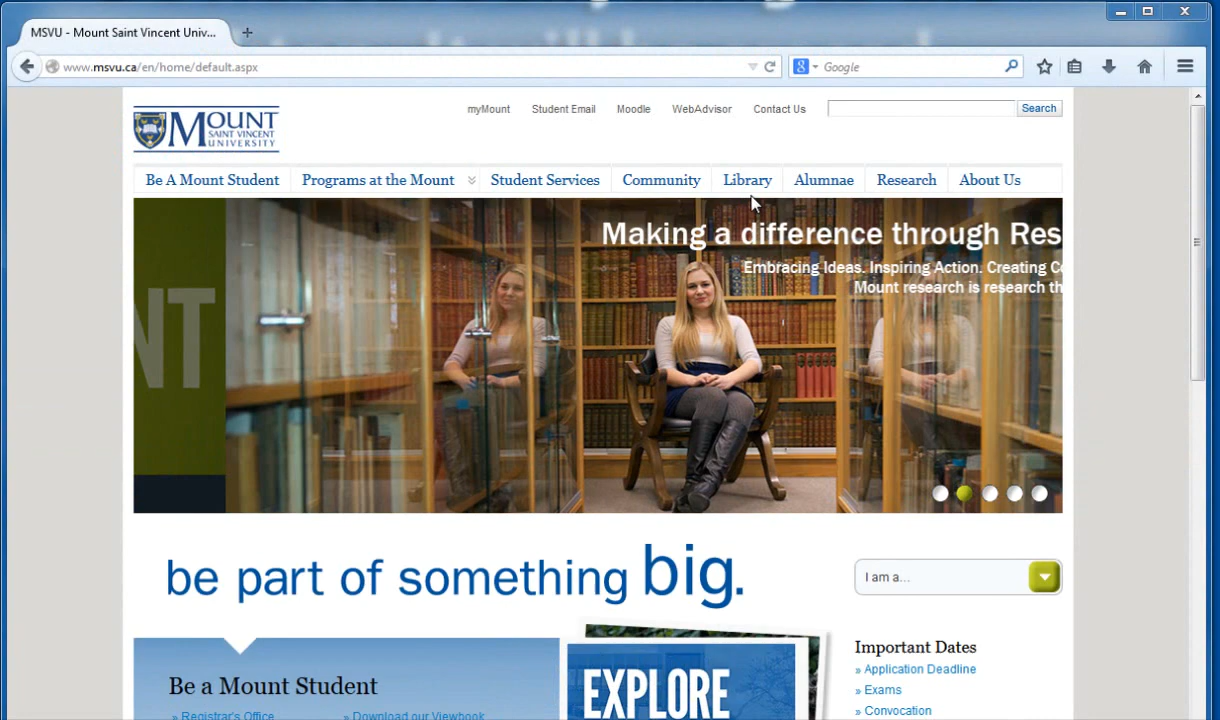 MSVU - Mount Saint Vincent Univ...
www.msvu.ca/en/home/default.aspx
Google
MOUNT
SAINT VINCENT
UNIVERSITY
myMount
Student Email
Moodle
WebAdvisor
Contact Us
Search
Be A Mount Student
Programs at the Mount
Student Services
Community
Library
Alumnae
Research
About Us
NT
Making a difference through Res
Embracing Ideas. Inspiring Action. Creating Co
Mount research is research th
be part of something big.
I am a...
Important Dates
» Application Deadline
» Exams
» Convocation
Be a Mount Student
» Registrar's Office
» Download our Viewbook
EXPLORE